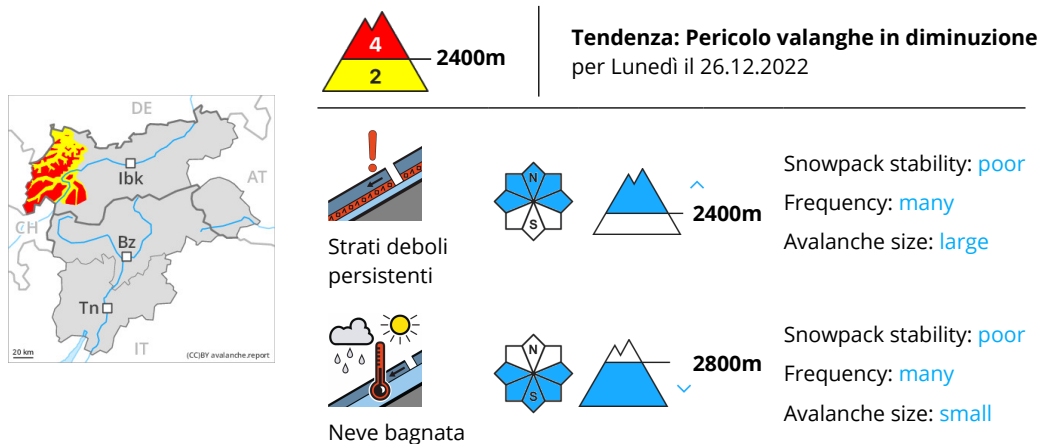 4
2
2400m
Tendenza: Pericolo valanghe in diminuzione
per Lunedì il 26.12.2022
DE
AT
Ibk
CH
Bz
Tn
IT
20 km
(CC)BY avalanche.report
Strati deboli
persistenti
N
S
2400m
Snowpack stability: poor
Frequency: many
Avalanche size: large
Neve bagnata
N
S
2800m
Snowpack stability: poor
Frequency: many
Avalanche size: small